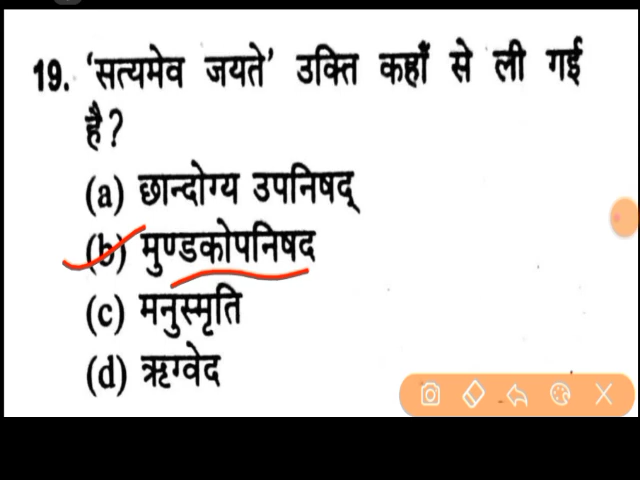 19. 'सत्यमेव जयते' उक्ति कहाँ से ली गई
है?
(a) छान्दोग्य उपनिषद्
(b) मुण्डकोपनिषद
(c) मनुस्मृति
(d) ऋग्वेद